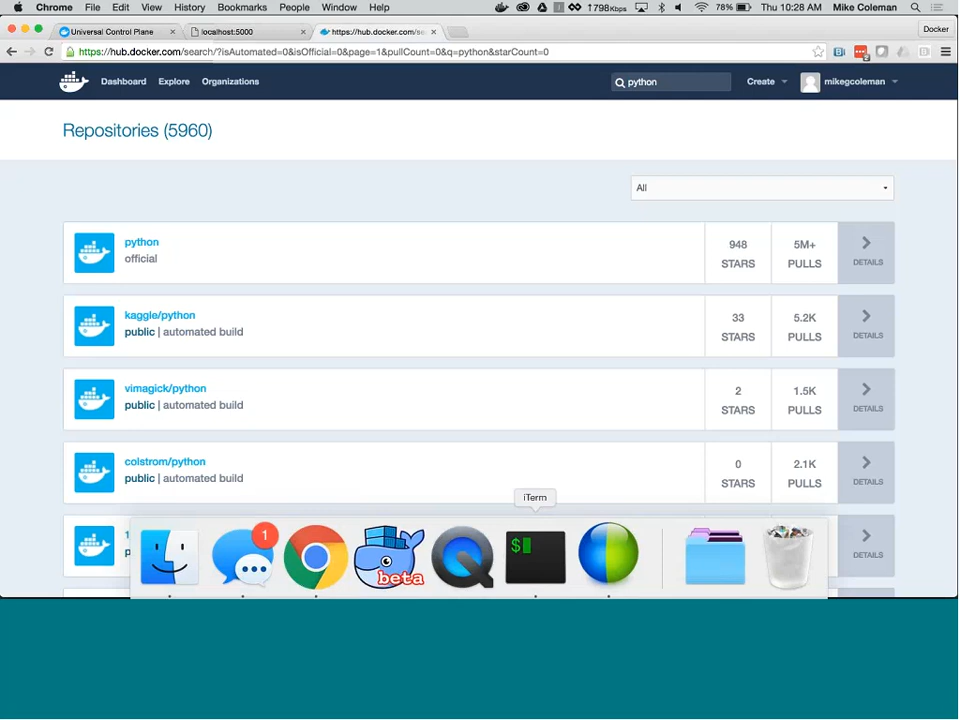 Chrome File Edit View History Bookmarks People Window Help 798Kbps 78% Thu 10:28 AM Mike Coleman
Universal Control Plane × localhost:5000 × https://hub.docker.com/se × Docker
https://hub.docker.com/search/?isAutomated=0&isOfficial=0&page=1&pullCount=0&q=python&starCount=0
Dashboard Explore Organizations python Create mikegcoleman
Repositories (5960)
All
python
official
948
STARS
5M+
PULLS
DETAILS
kaggle/python
public | automated build
33
STARS
5.2K
PULLS
DETAILS
vimagick/python
public | automated build
2
STARS
1.5K
PULLS
DETAILS
colstrom/python
public | automated build
0
STARS
2.1K
PULLS
DETAILS
iTerm
DETAILS
1
$
beta